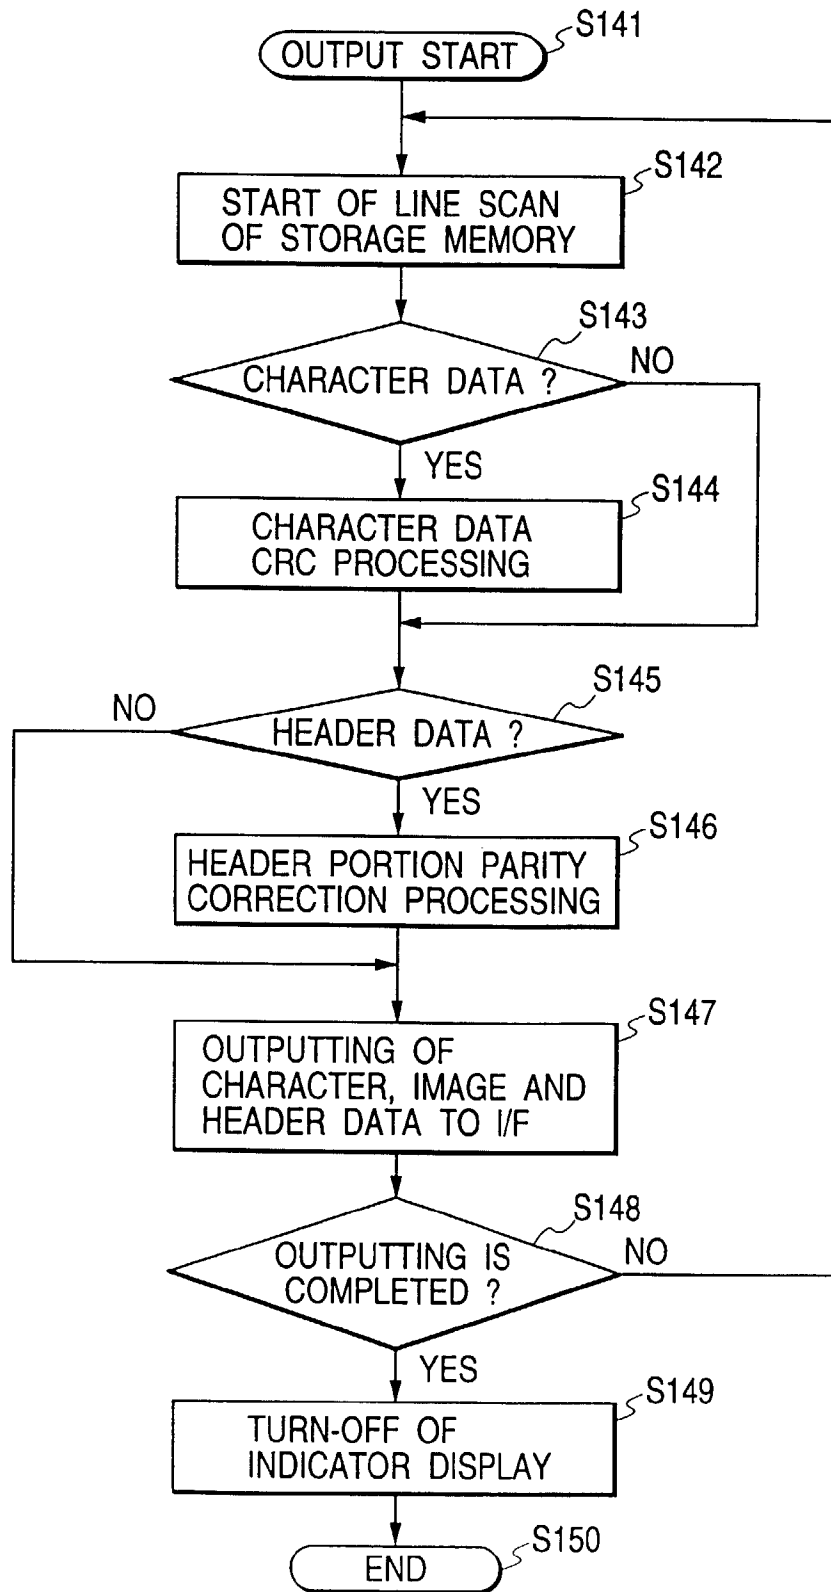 S141
OUTPUT START
S142
START OF LINE SCAN
OF STORAGE MEMORY
S143
CHARACTER DATA ?
NO
YES
S144
CHARACTER DATA
CRC PROCESSING
S145
NO
HEADER DATA ?
YES
S146
HEADER PORTION PARITY
CORRECTION PROCESSING
S147
OUTPUTTING OF
CHARACTER, IMAGE AND
HEADER DATA TO I/F
S148
OUTPUTTING IS
COMPLETED ?
NO
YES
S149
TURN-OFF OF
INDICATOR DISPLAY
S150
END